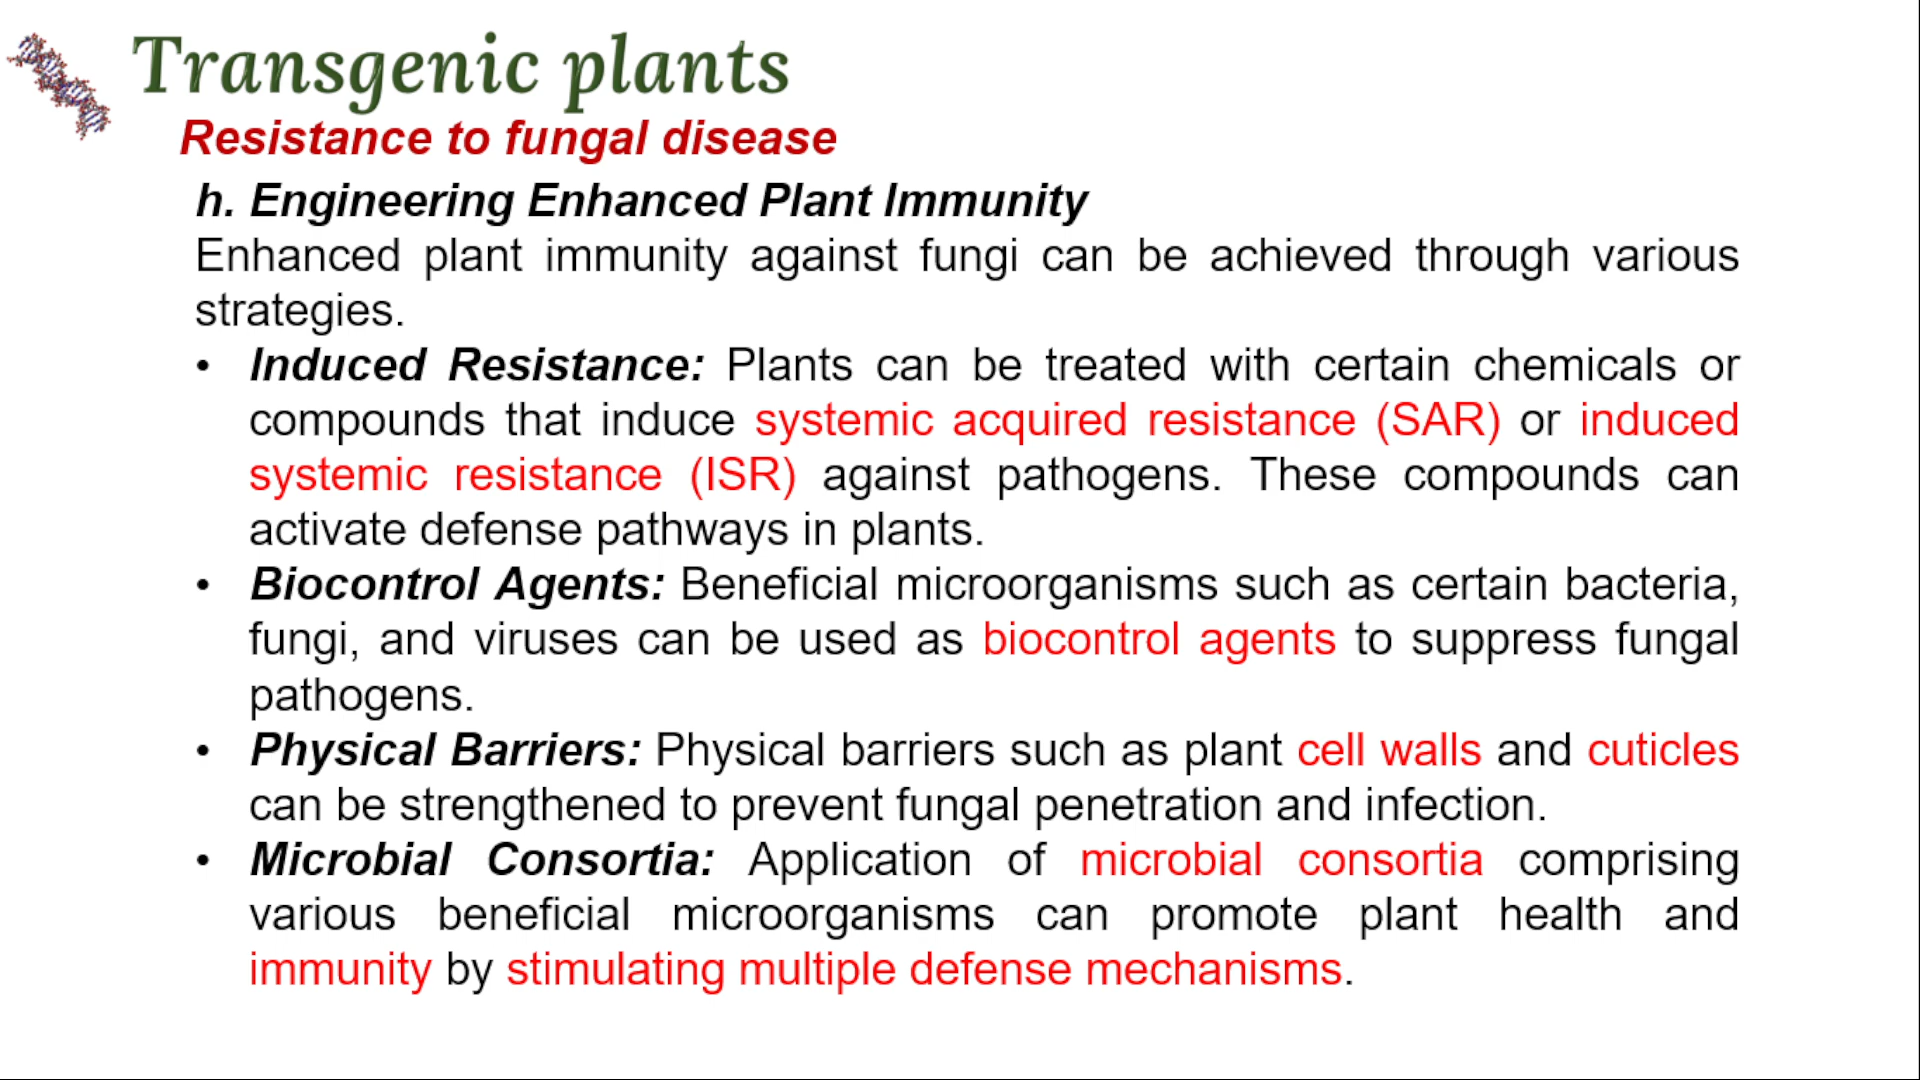 Transgenic plants
Resistance to fungal disease
h. Engineering Enhanced Plant Immunity
Enhanced plant immunity against fungi can be achieved through various
strategies.
• Induced Resistance: Plants can be treated with certain chemicals or
compounds that induce systemic acquired resistance (SAR) or induced
systemic resistance (ISR) against pathogens. These compounds can
activate defense pathways in plants.
• Biocontrol Agents: Beneficial microorganisms such as certain bacteria,
fungi, and viruses can be used as biocontrol agents to suppress fungal
pathogens.
• Physical Barriers: Physical barriers such as plant cell walls and cuticles
can be strengthened to prevent fungal penetration and infection.
• Microbial Consortia: Application of microbial consortia comprising
various beneficial microorganisms can promote plant health and
immunity by stimulating multiple defense mechanisms.